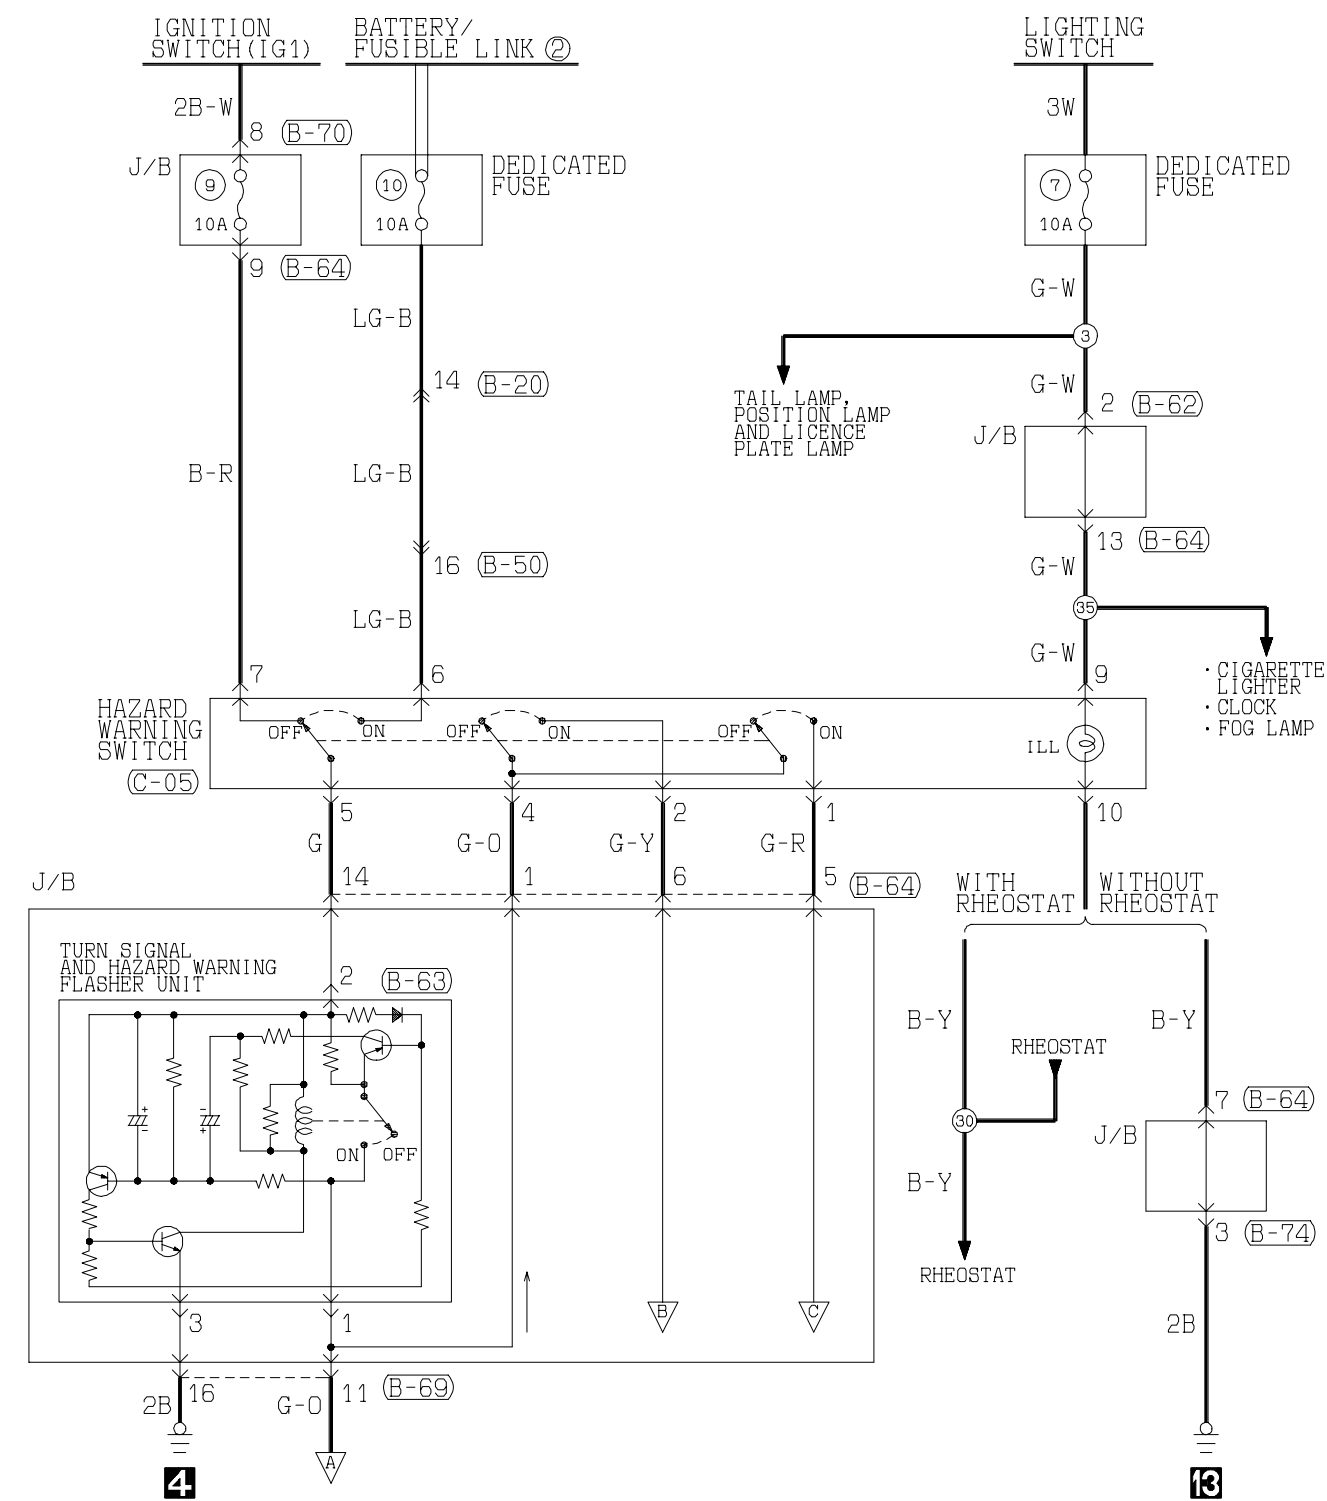 IGNITION
SWITCH(IG1)
BATTERY/
FUSIBLE LINK ②
LIGHTING
SWITCH
2B-W
3W
8 (B-70)
J/B
9
10A
10
10A
DEDICATED
FUSE
7
10A
DEDICATED
FUSE
9 (B-64)
G-W
LG-B
3
14 (B-20)
G-W
TAIL LAMP,
POSITION LAMP
AND LICENCE
PLATE LAMP
2 (B-62)
J/B
B-R
LG-B
13 (B-64)
16 (B-50)
G-W
35
LG-B
G-W
7
6
9
· CIGARETTE
LIGHTER
· CLOCK
· FOG LAMP
HAZARD
WARNING
SWITCH
(C-05)
OFF
ON
OFF
ON
OFF
ON
ILL
5
4
2
1
10
G
G-O
G-Y
G-R
14
1
6
5
(B-64)
J/B
WITH
RHEOSTAT
WITHOUT
RHEOSTAT
TURN SIGNAL
AND HAZARD WARNING
FLASHER UNIT
2 (B-63)
B-Y
B-Y
RHEOSTAT
+
-
-
+
7 (B-64)
30
J/B
ON
OFF
B-Y
3 (B-74)
RHEOSTAT
3
1
B
C
2B
16
11
(B-69)
2B
G-O
A
4
13